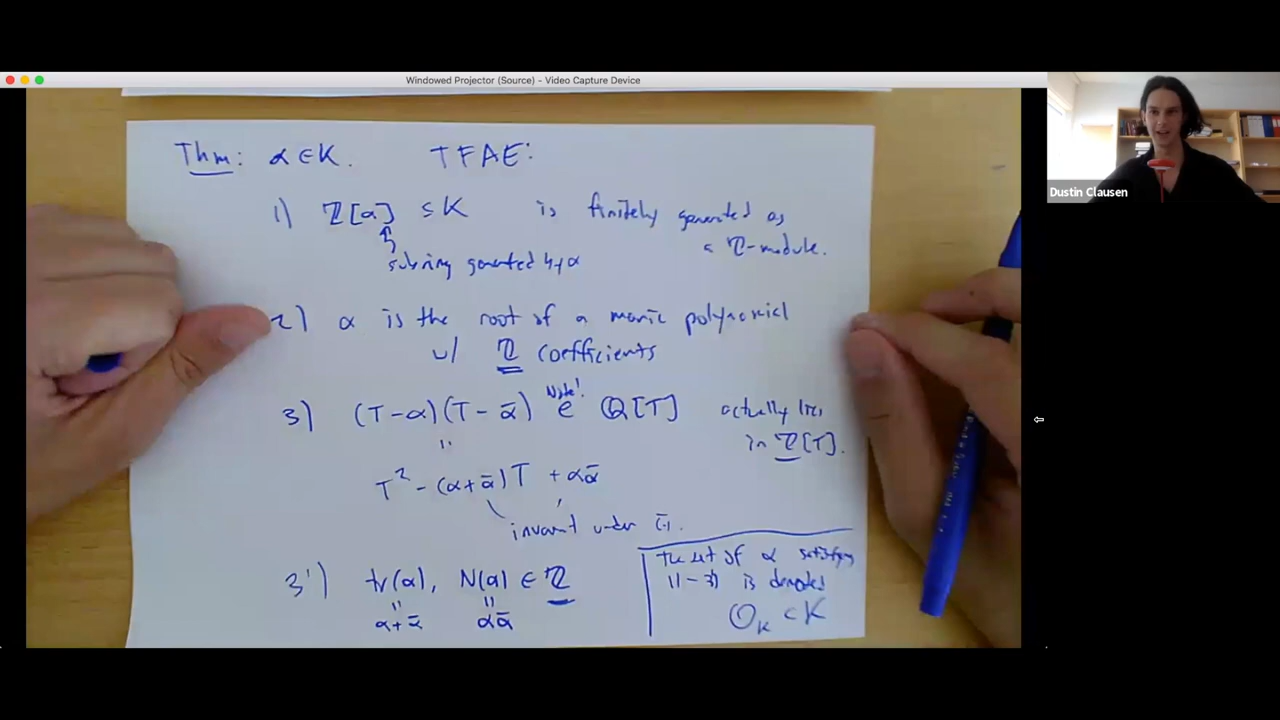 Windowed Projector (Source) - Video Capture Device
Dustin Clausen
Thm: α ∈ K. TFAE:
1) ℤ[α] ⊆ K is finitely generated as
a ℤ-module.
subring generated by α
2) α is the root of a monic polynomial
w/ ℤ coefficients
Note!
3) (T-α)(T-ᾱ) ∈ ℚ[T] actually lies
in ℤ[T].
"
T² - (α+ᾱ)T + αᾱ
invariant under (̄-).
3') tr(α), N(α) ∈ ℤ
" "
α+ᾱ αᾱ
The set of α satisfying
1)-3) is denoted
𝒪_K ⊂ K